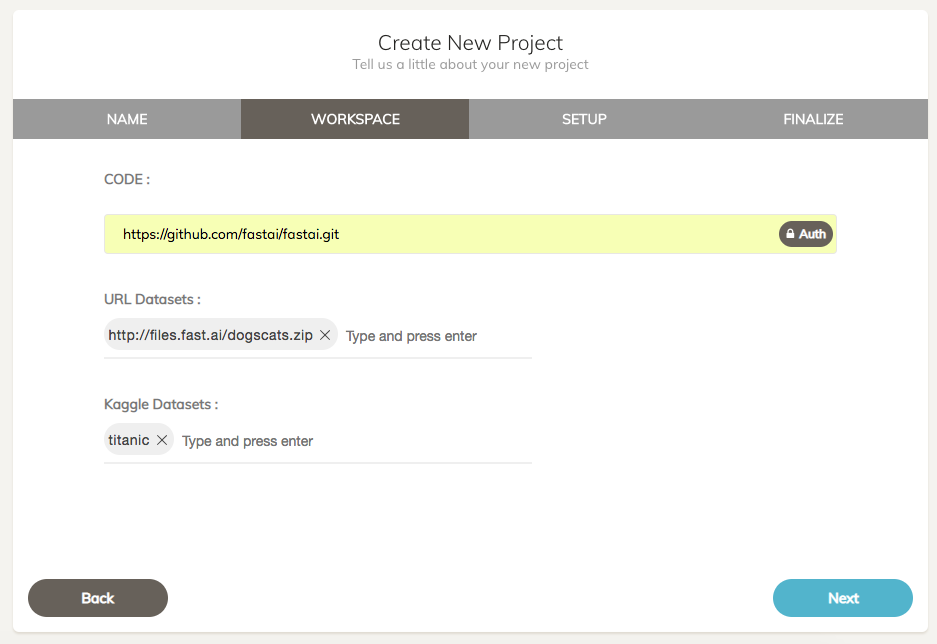 Create New Project
Tell us a little about your new project
NAME WORKSPACE SETUP FINALIZE
CODE :
https://github.com/fastai/fastai.git Auth
URL Datasets :
http://files.fast.ai/dogscats.zip Type and press enter
Kaggle Datasets :
titanic Type and press enter
Back Next